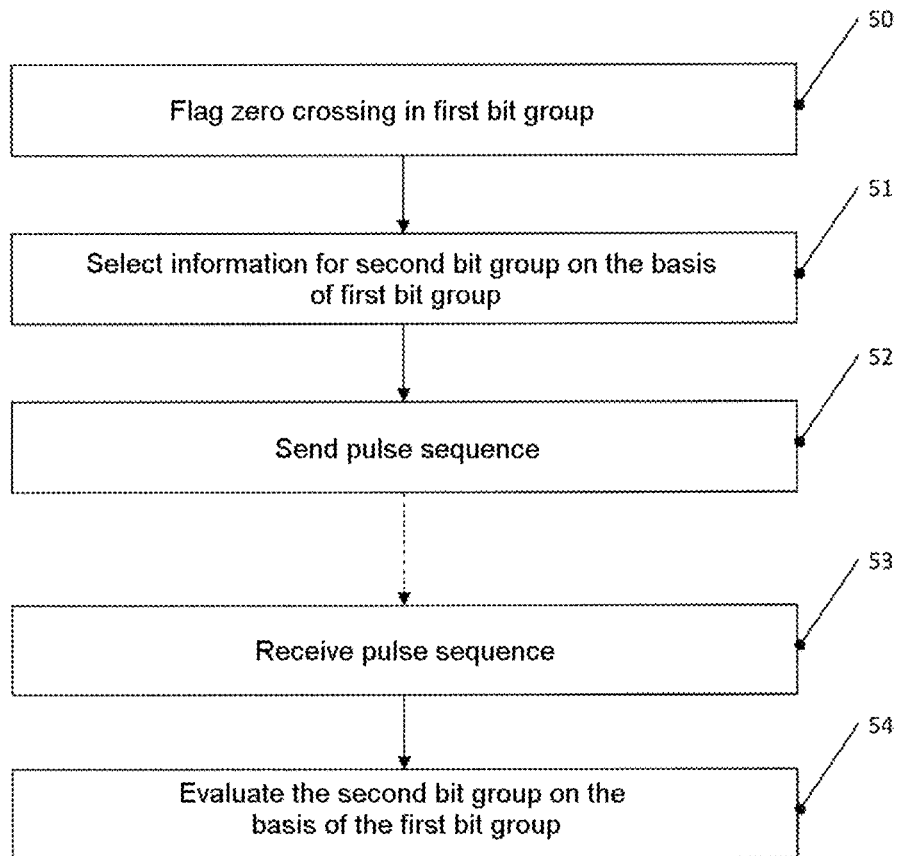 50
Flag zero crossing in first bit group
51
Select information for second bit group on the basis
of first bit group
52
Send pulse sequence
53
Receive pulse sequence
54
Evaluate the second bit group on the
basis of the first bit group